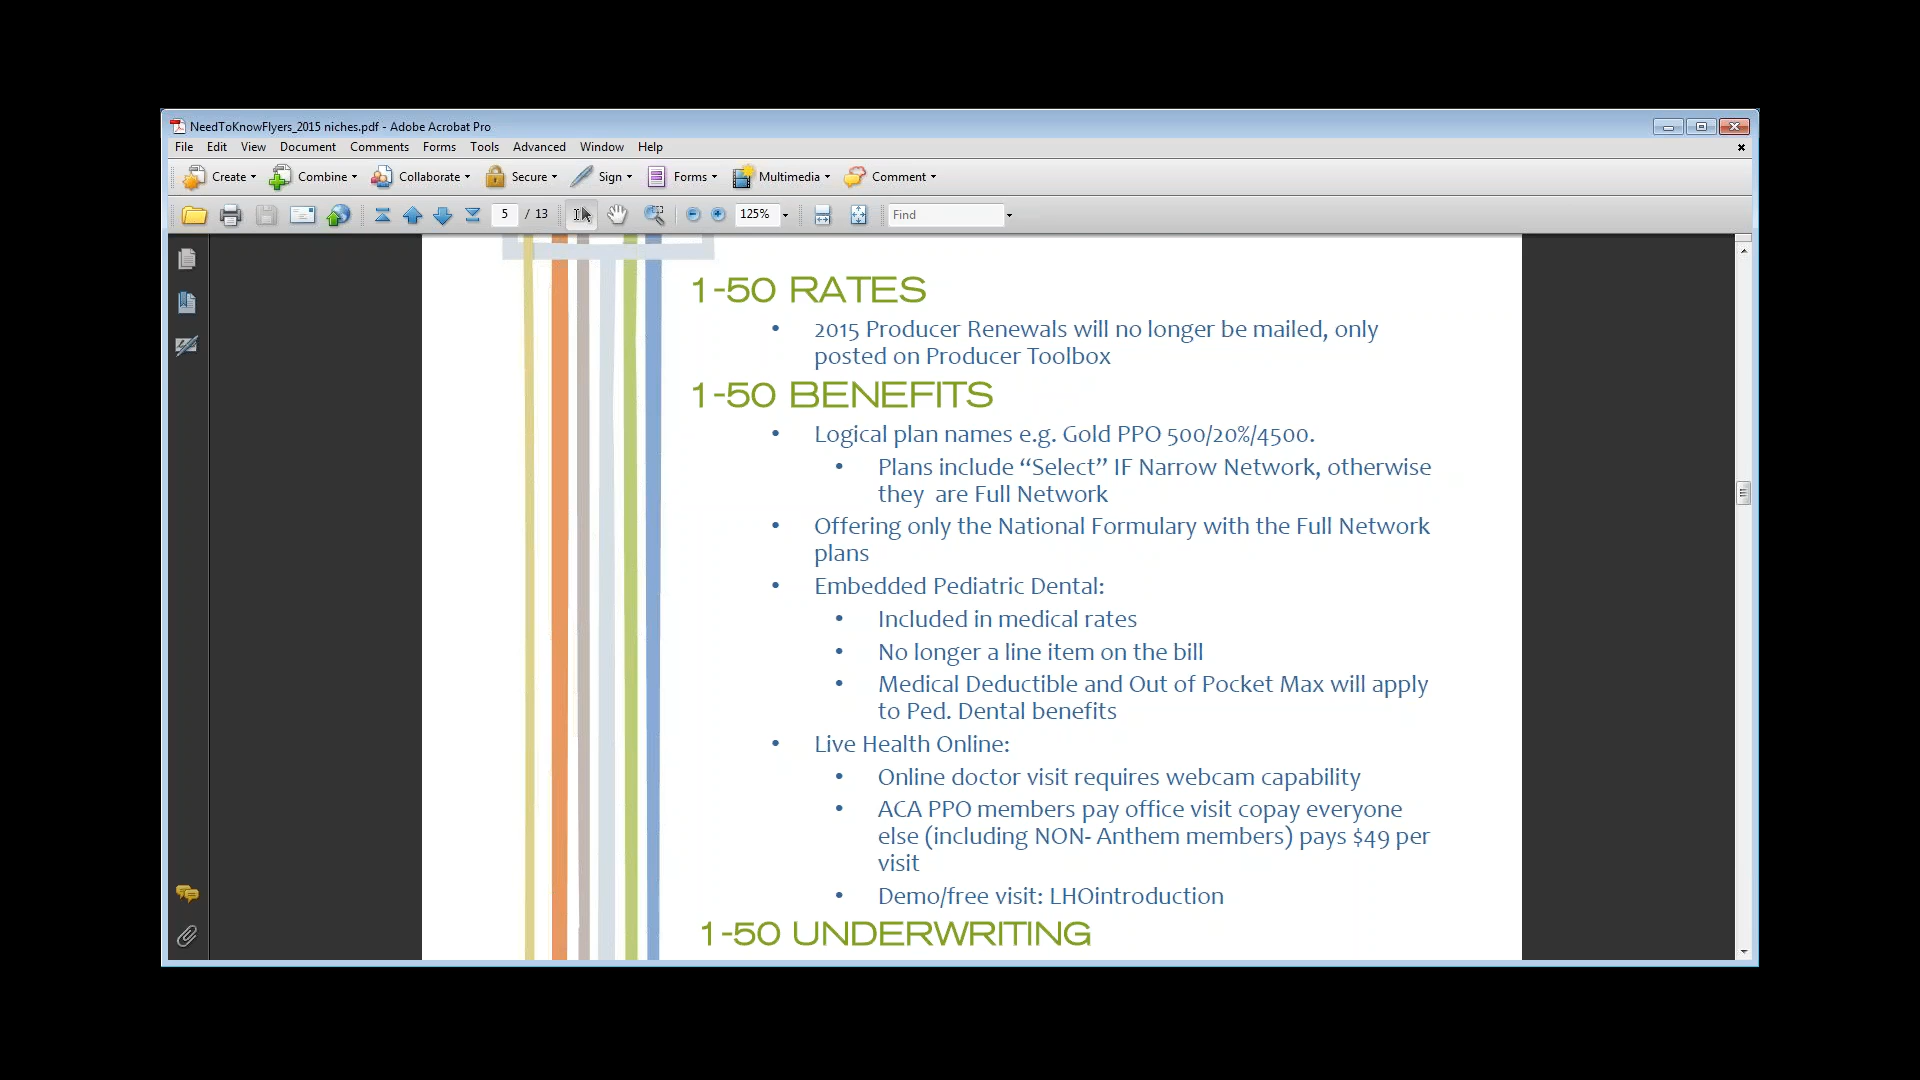 NeedToKnowFlyers_2015 niches.pdf - Adobe Acrobat Pro
File Edit View Document Comments Forms Tools Advanced Window Help
Create Combine Collaborate Secure Sign Forms Multimedia Comment
5 / 13 125% Find
1-50 RATES
• 2015 Producer Renewals will no longer be mailed, only
posted on Producer Toolbox
1-50 BENEFITS
• Logical plan names e.g. Gold PPO 500/20%/4500.
• Plans include “Select” IF Narrow Network, otherwise
they are Full Network
• Offering only the National Formulary with the Full Network
plans
• Embedded Pediatric Dental:
• Included in medical rates
• No longer a line item on the bill
• Medical Deductible and Out of Pocket Max will apply
to Ped. Dental benefits
• Live Health Online:
• Online doctor visit requires webcam capability
• ACA PPO members pay office visit copay everyone
else (including NON- Anthem members) pays $49 per
visit
• Demo/free visit: LHOintroduction
1-50 UNDERWRITING